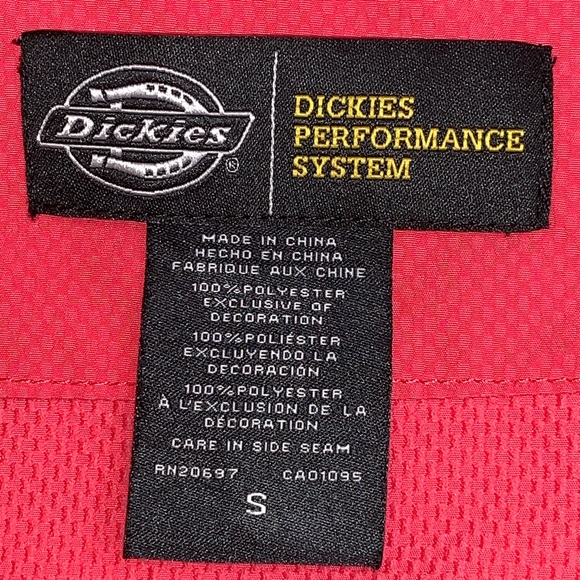 Dickies®
DICKIES
PERFORMANCE
SYSTEM
MADE IN CHINA
HECHO EN CHINA
FABRIQUE AUX CHINE
100%POLYESTER
EXCLUSIVE OF
DECORATION
100%POLIÉSTER
EXCLUYENDO LA
DECORACIÓN
100%POLYESTER
À L'EXCLUSION DE LA
DÉCORATION
CARE IN SIDE SEAM
RN20697 CA01095
S